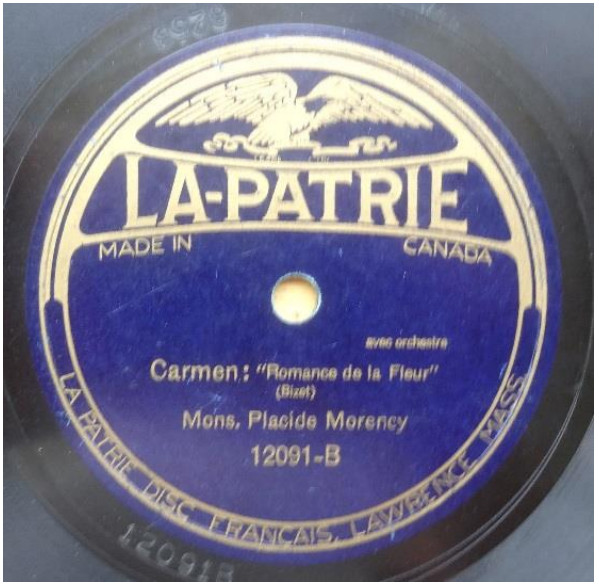 LA-PATRIE
MADE IN CANADA
avec orchestre
Carmen: "Romance de la Fleur"
(Bizet)
Mons. Placide Morency
12091-B
LA PATRIE DISC FRANÇAIS, LAWRENCE MASS.
12091B